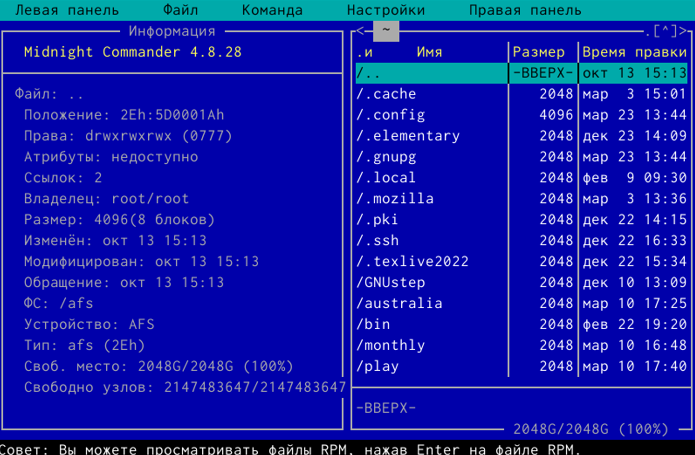 Левая панель Файл Команда Настройки Правая панель
Информация
Midnight Commander 4.8.28
Файл: ..
Положение: 2Eh:5D0001Ah
Права: drwxrwxrwx (0777)
Атрибуты: недоступно
Ссылок: 2
Владелец: root/root
Размер: 4096(8 блоков)
Изменён: окт 13 15:13
Модифицирован: окт 13 15:13
Обращение: окт 13 15:13
ФС: /afs
Устройство: AFS
Тип: afs (2Eh)
Своб. место: 2048G/2048G (100%)
Свободно узлов: 2147483647/2147483647
<─ ~ .[^]>
.и Имя Размер Время правки
/.. -ВВЕРХ- окт 13 15:13
/.cache 2048 мар 3 15:01
/.config 4096 мар 23 13:44
/.elementary 2048 дек 23 14:09
/.gnupg 2048 мар 23 13:44
/.local 2048 фев 9 09:30
/.mozilla 2048 мар 3 13:36
/.pki 2048 дек 22 14:15
/.ssh 2048 дек 22 16:33
/.texlive2022 2048 дек 22 15:34
/GNUstep 2048 дек 10 13:09
/australia 2048 мар 10 17:25
/bin 2048 фев 22 19:20
/monthly 2048 мар 10 16:48
/play 2048 мар 10 17:40
-ВВЕРХ-
2048G/2048G (100%)
Совет: Вы можете просматривать файлы RPM, нажав Enter на файле RPM.